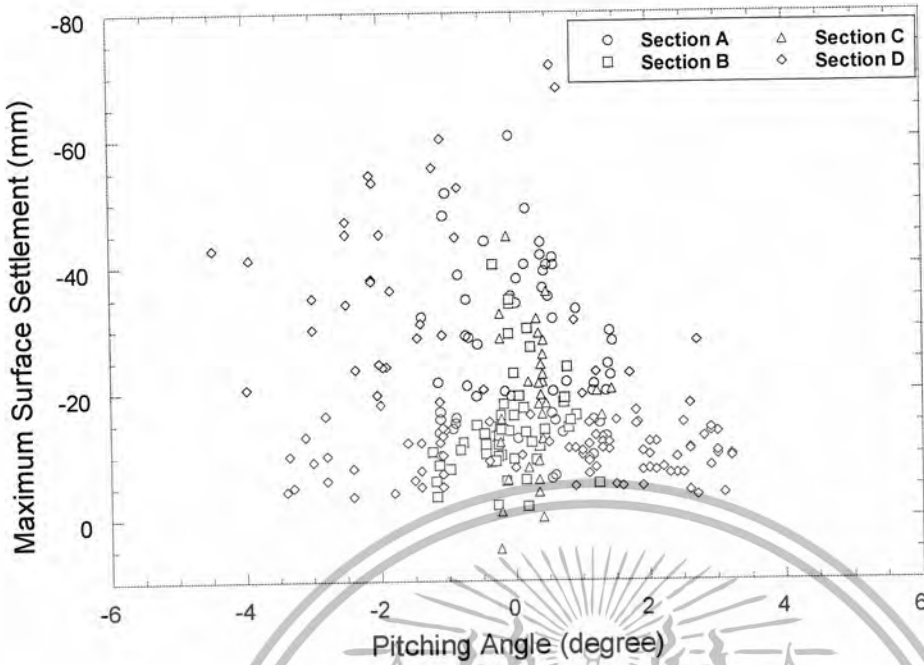 -80
-60
-40
-20
0
Maximum Surface Settlement (mm)
Section A
Section C
Section B
Section D
-6
-4
-2
0
2
4
6
Pitching Angle (degree)